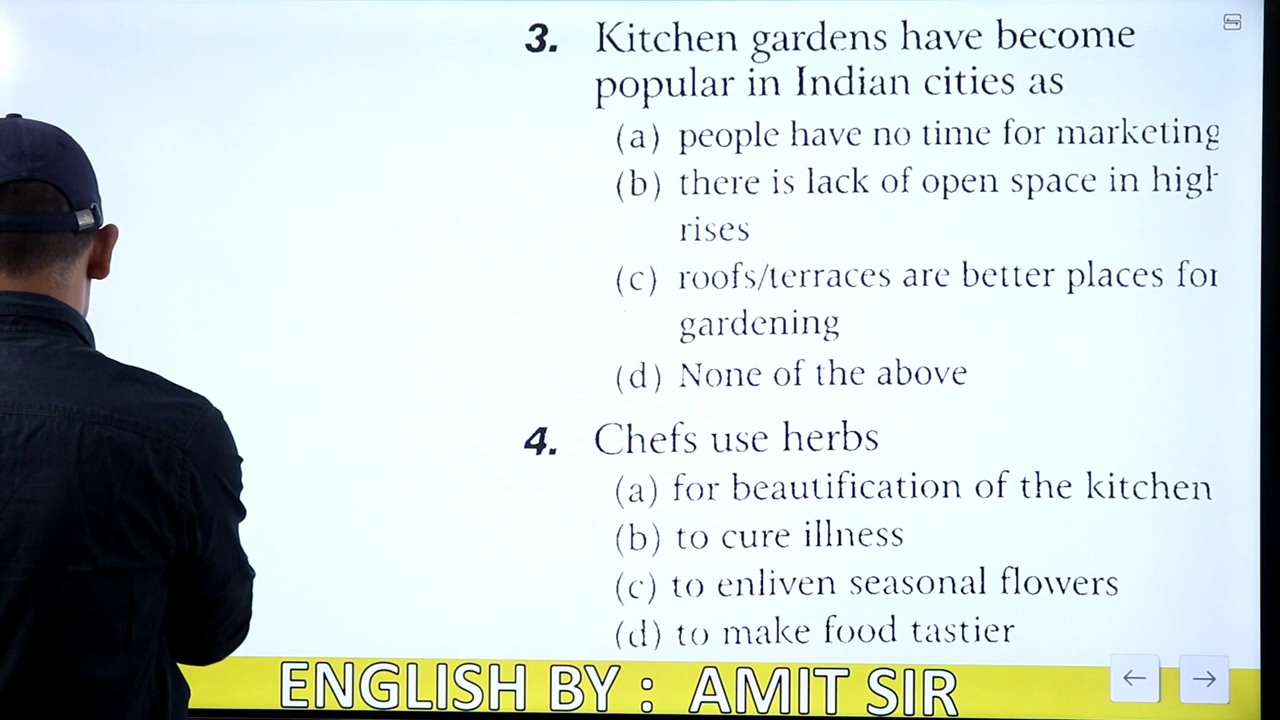 3. Kitchen gardens have become
popular in Indian cities as
(a) people have no time for marketing
(b) there is lack of open space in high
rises
(c) roofs/terraces are better places for
gardening
(d) None of the above
4. Chefs use herbs
(a) for beautification of the kitchen
(b) to cure illness
(c) to enliven seasonal flowers
(d) to make food tastier
ENGLISH BY : AMIT SIR